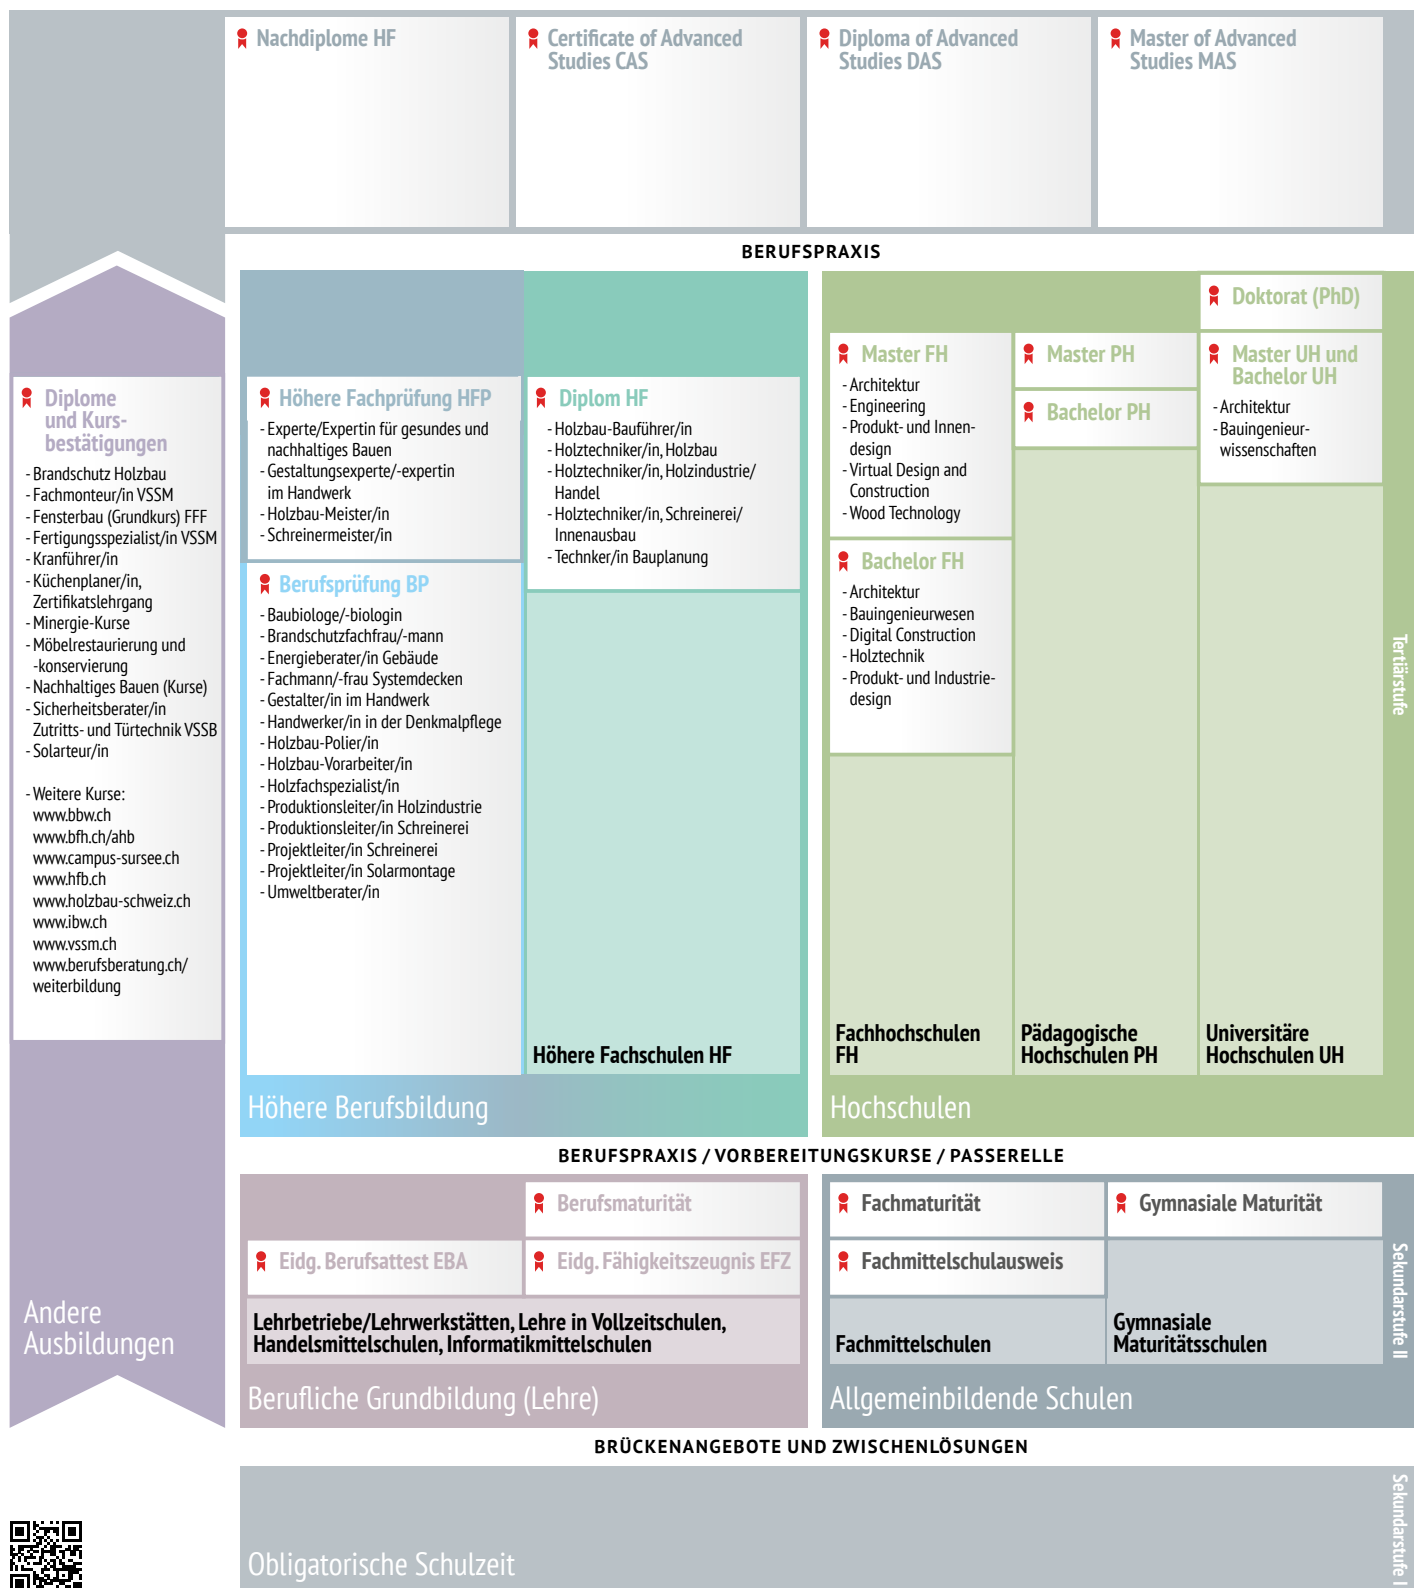 Nachdiplome HF
Certificate of Advanced
Studies CAS
Diploma of Advanced
Studies DAS
Master of Advanced
Studies MAS
BERUFSPRAXIS
Diplome
und Kurs-
bestätigungen
- Brandschutz Holzbau
- Fachmonteur/in VSSM
- Fensterbau (Grundkurs) FFF
- Fertigungsspezialist/in VSSM
- Kranführer/in
- Küchenplaner/in,
Zertifikatslehrgang
- Minergie-Kurse
- Möbelrestaurierung und
-konservierung
- Nachhaltiges Bauen (Kurse)
- Sicherheitsberater/in
Zutritts- und Türtechnik VSSB
- Solarteur/in
- Weitere Kurse:
www.bbw.ch
www.bfh.ch/ahb
www.campus-sursee.ch
www.hfb.ch
www.holzbau-schweiz.ch
www.ibw.ch
www.vssm.ch
www.berufsberatung.ch/
weiterbildung
Andere
Ausbildungen
Höhere Fachprüfung HFP
- Experte/Expertin für gesundes und
nachhaltiges Bauen
- Gestaltungsexperte/-expertin
im Handwerk
- Holzbau-Meister/in
- Schreinermeister/in
Berufsprüfung BP
- Baubiologe/-biologin
- Brandschutzfachfrau/-mann
- Energieberater/in Gebäude
- Fachmann/-frau Systemdecken
- Gestalter/in im Handwerk
- Handwerker/in in der Denkmalpflege
- Holzbau-Polier/in
- Holzbau-Vorarbeiter/in
- Holzfachspezialist/in
- Produktionsleiter/in Holzindustrie
- Produktionsleiter/in Schreinerei
- Projektleiter/in Schreinerei
- Projektleiter/in Solarmontage
- Umweltberater/in
Diplom HF
- Holzbau-Bauführer/in
- Holztechniker/in, Holzbau
- Holztechniker/in, Holzindustrie/
Handel
- Holztechniker/in, Schreinerei/
Innenausbau
- Technker/in Bauplanung
Höhere Fachschulen HF
Höhere Berufsbildung
Master FH
- Architektur
- Engineering
- Produkt- und Innen-
design
- Virtual Design and
Construction
- Wood Technology
Bachelor FH
- Architektur
- Bauingenieurwesen
- Digital Construction
- Holztechnik
- Produkt- und Industrie-
design
Fachhochschulen
FH
Master PH
Bachelor PH
Pädagogische
Hochschulen PH
Doktorat (PhD)
Master UH und
Bachelor UH
- Architektur
- Bauingenieur-
wissenschaften
Universitäre
Hochschulen UH
Hochschulen
Tertiärstufe
BERUFSPRAXIS / VORBEREITUNGSKURSE / PASSERELLE
Berufsmaturität
Eidg. Berufsattest EBA
Eidg. Fähigkeitszeugnis EFZ
Lehrbetriebe/Lehrwerkstätten, Lehre in Vollzeitschulen,
Handelsmittelschulen, Informatikmittelschulen
Berufliche Grundbildung (Lehre)
Fachmaturität
Fachmittelschulausweis
Fachmittelschulen
Gymnasiale Maturität
Gymnasiale
Maturitätsschulen
Allgemeinbildende Schulen
Sekundarstufe II
BRÜCKENANGEBOTE UND ZWISCHENLÖSUNGEN
Obligatorische Schulzeit
Sekundarstufe I